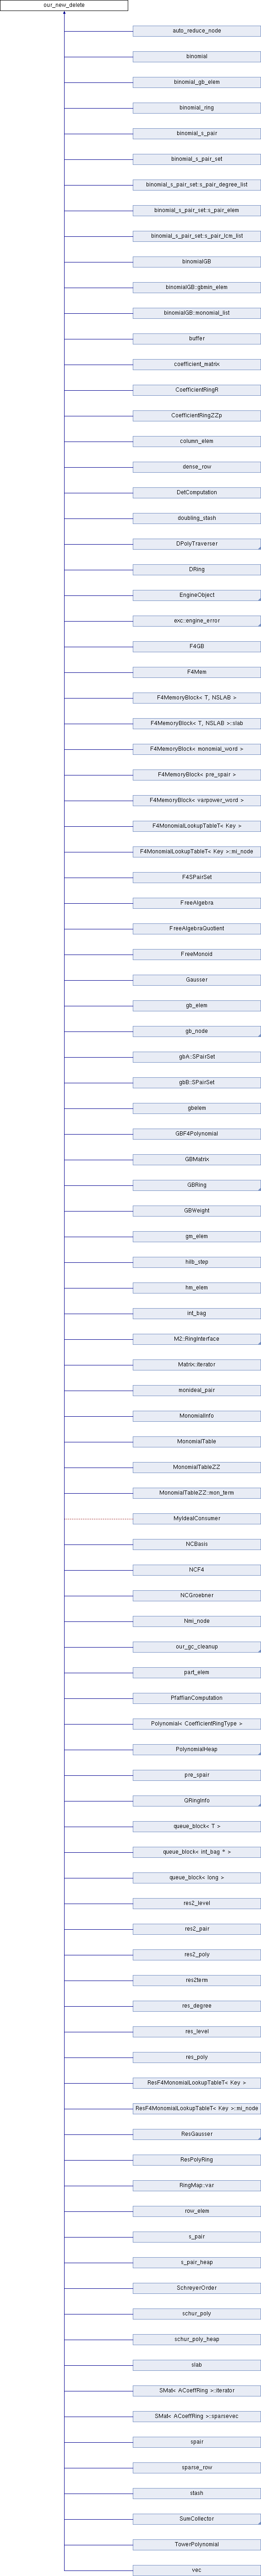 our_new_delete
auto_reduce_node
binomial
binomial_gb_elem
binomial_ring
binomial_s_pair
binomial_s_pair_set
binomial_s_pair_set::s_pair_degree_list
binomial_s_pair_set::s_pair_elem
binomial_s_pair_set::s_pair_lcm_list
binomialGB
binomialGB::gbmin_elem
binomialGB::monomial_list
buffer
coefficient_matrix
CoefficientRingR
CoefficientRingZZp
column_elem
dense_row
DetComputation
doubling_stash
DPolyTraverser
DRing
EngineObject
exc::engine_error
F4GB
F4Mem
F4MemoryBlock< T, NSLAB >
F4MemoryBlock< T, NSLAB >::slab
F4MemoryBlock< monomial_word >
F4MemoryBlock< pre_spair >
F4MemoryBlock< varpower_word >
F4MonomialLookupTableT< Key >
F4MonomialLookupTableT< Key >::mi_node
F4SPairSet
FreeAlgebra
FreeAlgebraQuotient
FreeMonoid
Gausser
gb_elem
gb_node
gbA::SPairSet
gbB::SPairSet
gbelem
GBF4Polynomial
GBMatrix
GBRing
GBWeight
gm_elem
hilb_step
hm_elem
int_bag
M2::RingInterface
Matrix::iterator
monideal_pair
MonomialInfo
MonomialTable
MonomialTableZZ
MonomialTableZZ::mon_term
MyIdealConsumer
NCBasis
NCF4
NCGroebner
Nmi_node
our_gc_cleanup
part_elem
PfaffianComputation
Polynomial< CoefficientRingType >
PolynomialHeap
pre_spair
QRingInfo
queue_block< T >
queue_block< int_bag * >
queue_block< long >
res2_level
res2_pair
res2_poly
res2term
res_degree
res_level
res_poly
ResF4MonomialLookupTableT< Key >
ResF4MonomialLookupTableT< Key >::mi_node
ResGausser
ResPolyRing
RingMap::var
row_elem
s_pair
s_pair_heap
SchreyerOrder
schur_poly
schur_poly_heap
slab
SMat< ACoeffRing >::iterator
SMat< ACoeffRing >::sparsevec
spair
sparse_row
stash
SumCollector
TowerPolynomial
vec